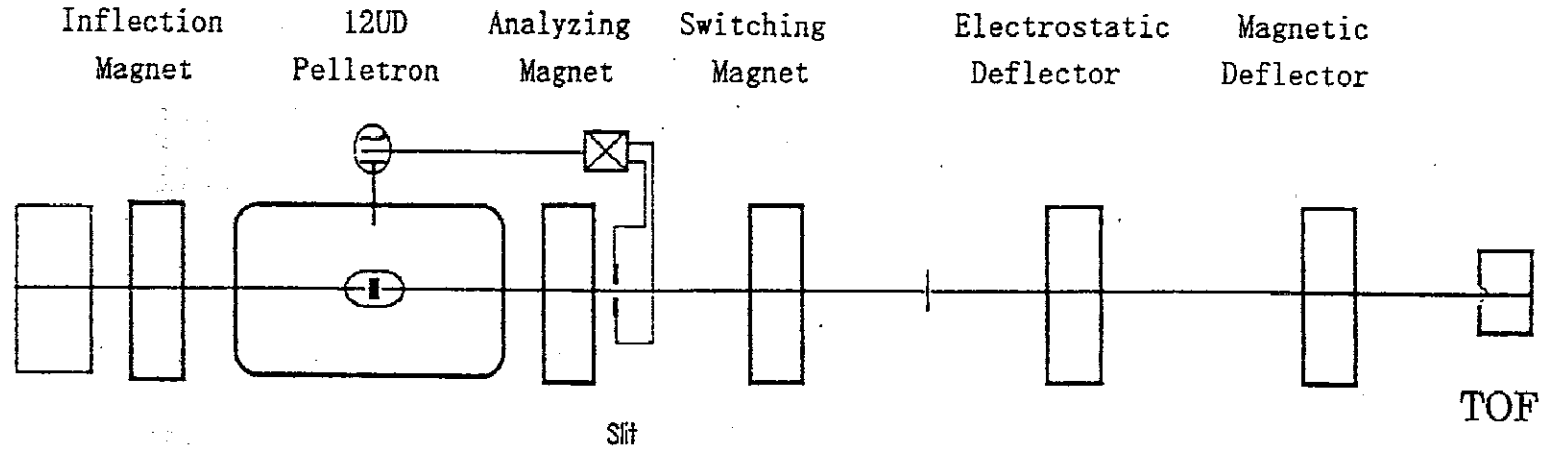 Inflection Magnet
12UD Pelletron
Analyzing Magnet
Switching Magnet
Electrostatic Deflector
Magnetic Deflector
TOF
Slit